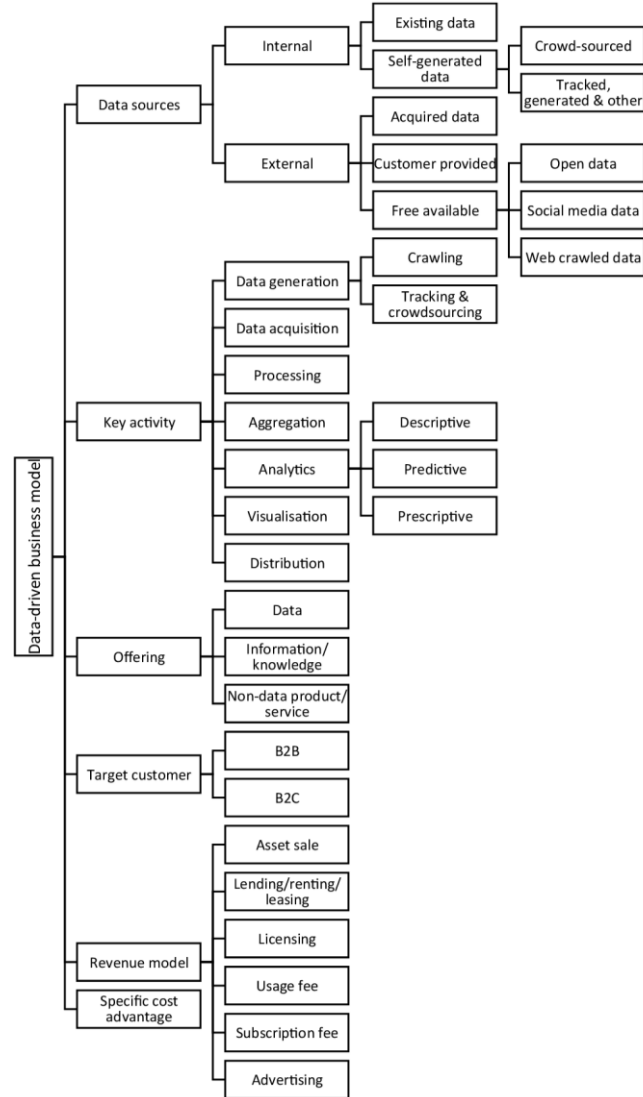 Data-driven business model
Data sources
Internal
Existing data
Self-generated
data
Crowd-sourced
Tracked,
generated & other
External
Acquired data
Customer provided
Free available
Open data
Social media data
Web crawled data
Key activity
Data generation
Crawling
Tracking &
crowdsourcing
Data acquisition
Processing
Aggregation
Analytics
Descriptive
Predictive
Prescriptive
Visualisation
Distribution
Offering
Data
Information/
knowledge
Non-data product/
service
Target customer
B2B
B2C
Revenue model
Asset sale
Lending/renting/
leasing
Licensing
Usage fee
Subscription fee
Advertising
Specific cost
advantage